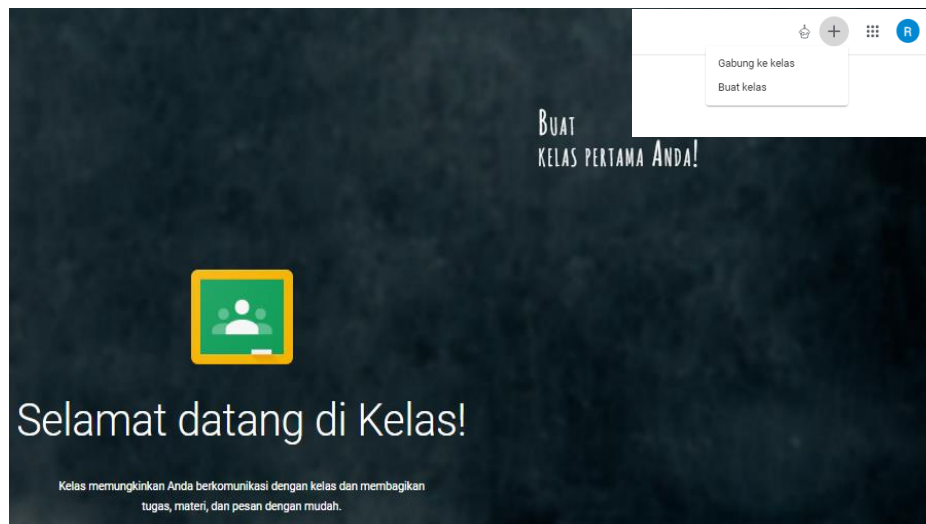 R
Gabung ke kelas
Buat kelas
Buat
kelas pertama Anda!
Selamat datang di Kelas!
Kelas memungkinkan Anda berkomunikasi dengan kelas dan membagikan
tugas, materi, dan pesan dengan mudah.